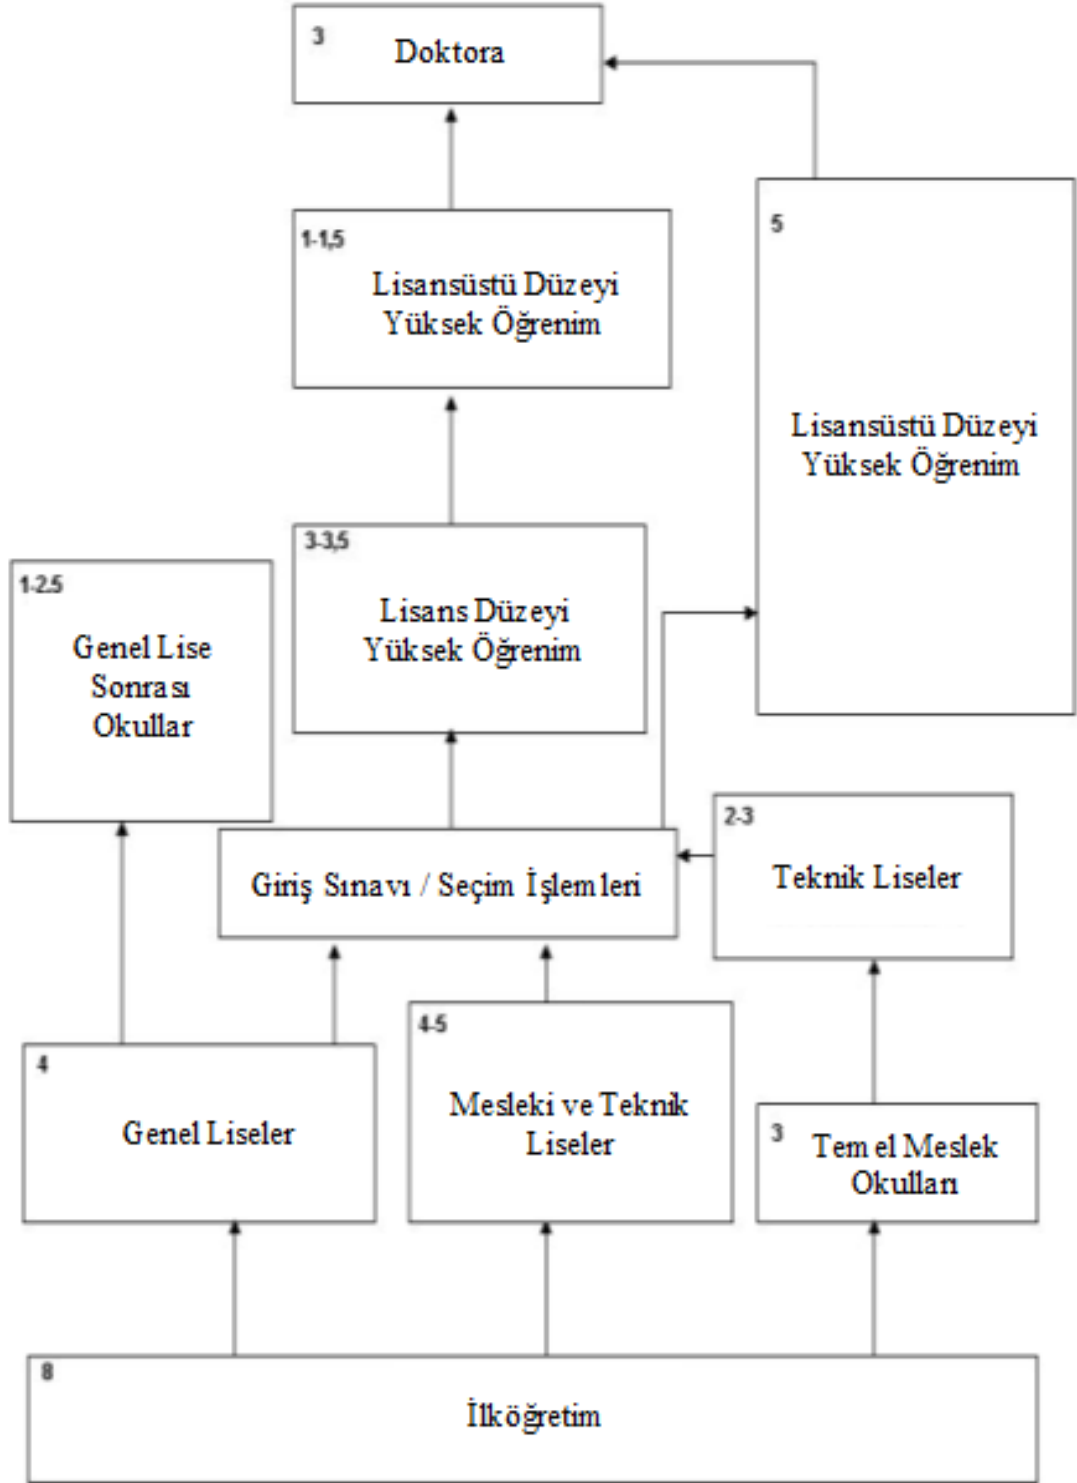 3
Doktora
1-1,5
Lisansüstü Düzeyi
Yüksek Öğrenim
5
Lisansüstü Düzeyi
Yüksek Öğrenim
3-3,5
Lisans Düzeyi
Yüksek Öğrenim
1-2.5
Genel Lise
Sonrası
Okullar
Giriş Sınavı / Seçim İşlemleri
2-3
Teknik Liseler
4
Genel Liseler
4-5
Mesleki ve Teknik
Liseler
3
Temel Meslek
Okulları
8
İlköğretim